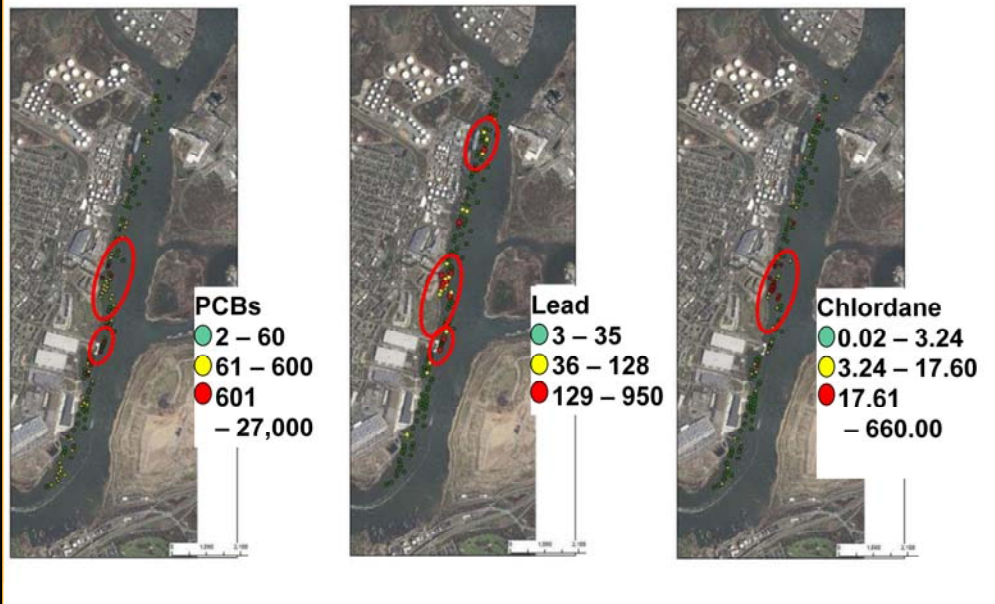 PCBs
2 – 60
61 – 600
601
– 27,000
Lead
3 – 35
36 – 128
129 – 950
Chlordane
0.02 – 3.24
3.24 – 17.60
17.61
– 660.00